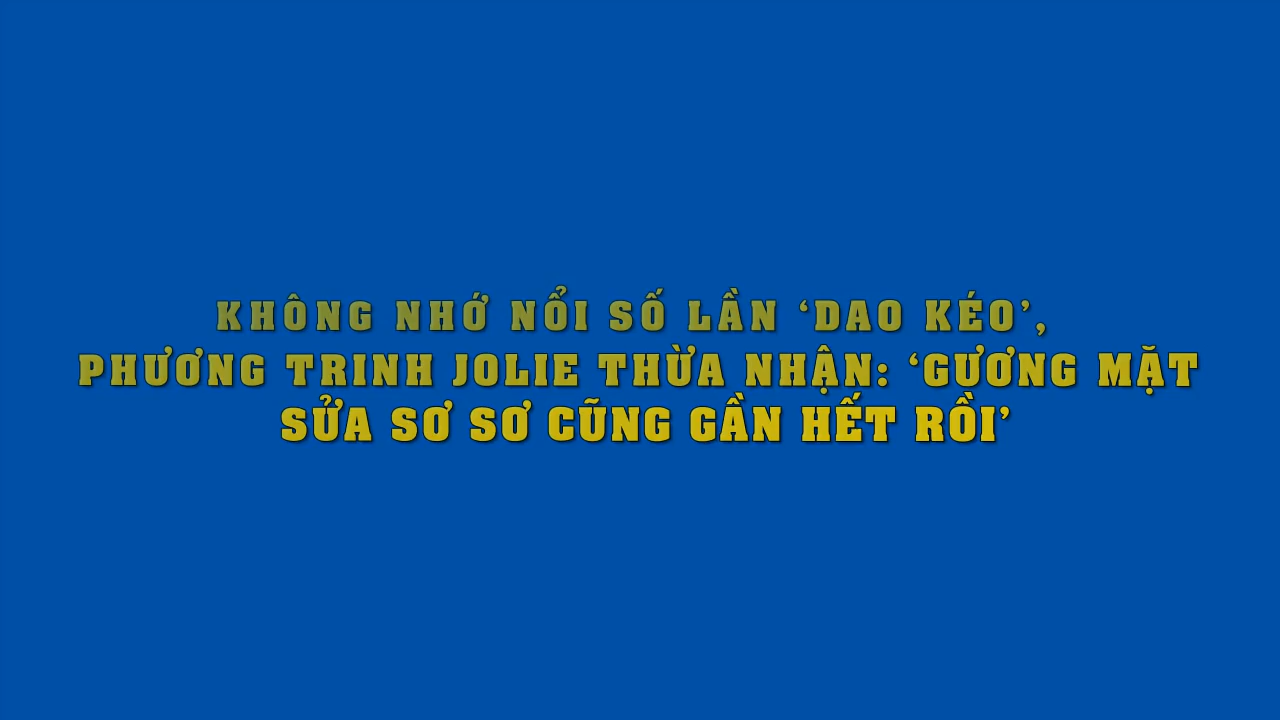 KHÔNG NHỚ NỔI SỐ LẦN ‘DAO KÉO’,
PHƯƠNG TRINH JOLIE THỪA NHẬN: ‘GƯƠNG MẶT
SỬA SƠ SƠ CŨNG GẦN HẾT RỒI’